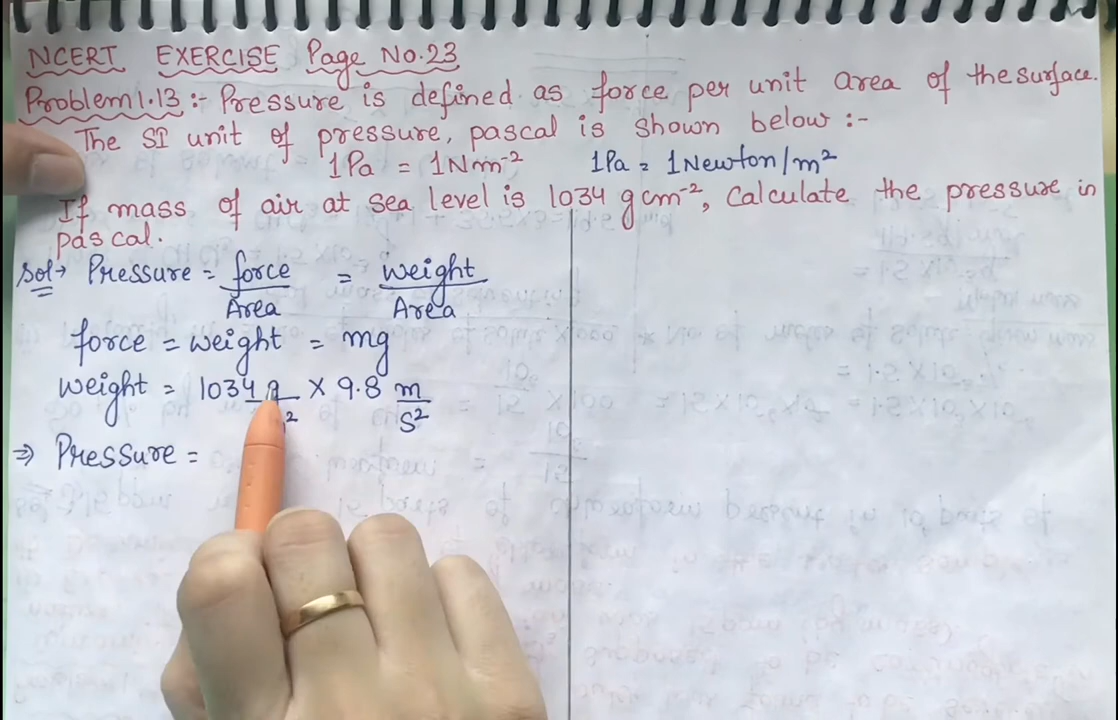 NCERT EXERCISE Page No.23
Problem 1.13 :- Pressure is defined as force per unit area of the surface.
The SI unit of pressure, pascal is shown below :-
1Pa = 1Nm⁻² 1Pa = 1Newton/m²
If mass of air at sea level is 1034 g cm⁻², Calculate the pressure in
pascal.
Sol→ Pressure = force/Area = weight/Area
force = weight = mg
weight = 1034 g/ ² × 9.8 m/s²
⇒ Pressure =